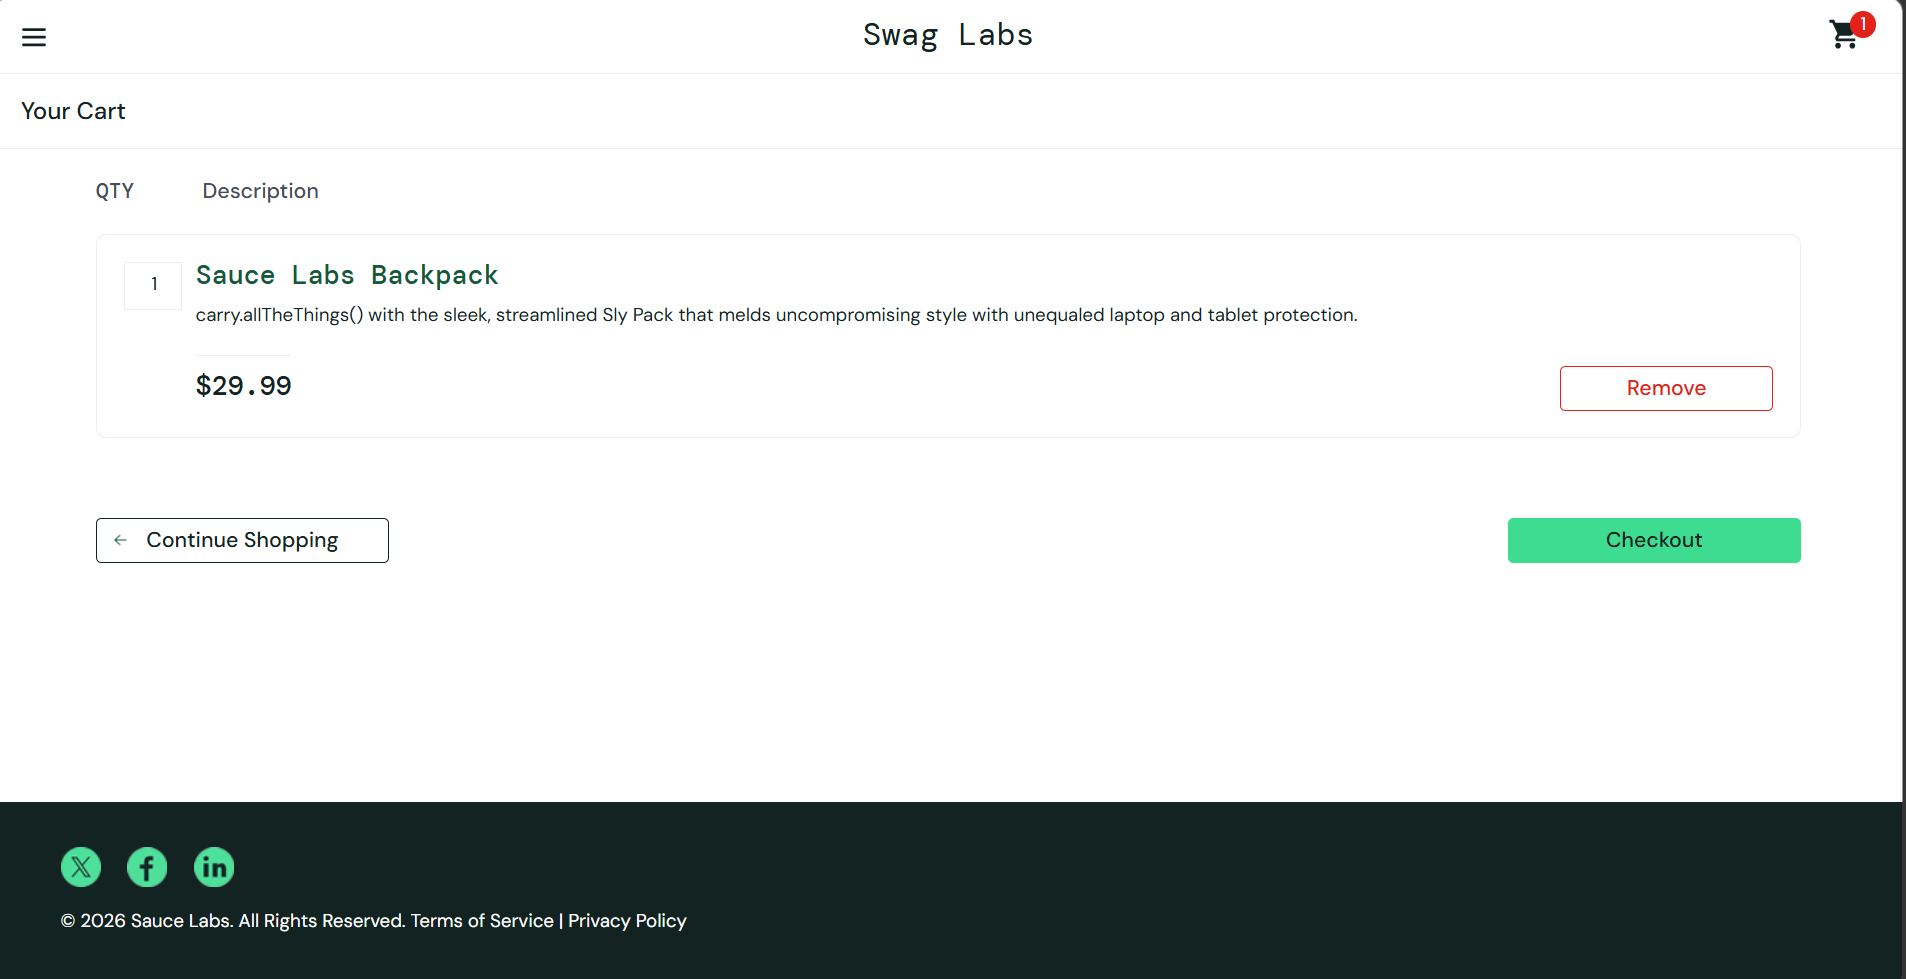 Swag Labs
1
Your Cart
QTY Description
1
Sauce Labs Backpack
carry.allTheThings() with the sleek, streamlined Sly Pack that melds uncompromising style with unequaled laptop and tablet protection.
$29.99
Remove
Continue Shopping
Checkout
© 2026 Sauce Labs. All Rights Reserved. Terms of Service | Privacy Policy